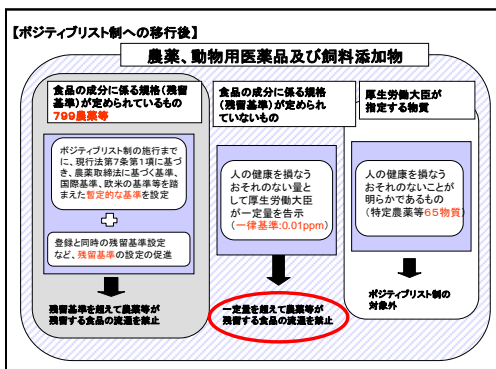 【ポジティブリスト制への移行後】
農薬、動物用医薬品及び飼料添加物
食品の成分に係る規格（残留
基準）が定められているもの
799農薬等
ポジティブリスト制の施行まで
に、現行法第7条第1項に基づ
き、農薬取締法に基づく基準、
国際基準、欧米の基準等を踏
まえた暫定的な基準を設定
登録と同時の残留基準設定
など、残留基準の設定の促進
残留基準を超えて農薬等が
残留する食品の流通を禁止
食品の成分に係る規格
（残留基準）が定められ
ていないもの
人の健康を損なう
おそれのない量と
して厚生労働大臣
が一定量を告示
（一律基準:0.01ppm）
一定量を超えて農薬等が
残留する食品の流通を禁止
厚生労働大臣が
指定する物質
人の健康を損なう
おそれのないことが
明らかであるもの
（特定農薬等65物質）
ポジティブリスト制の
対象外